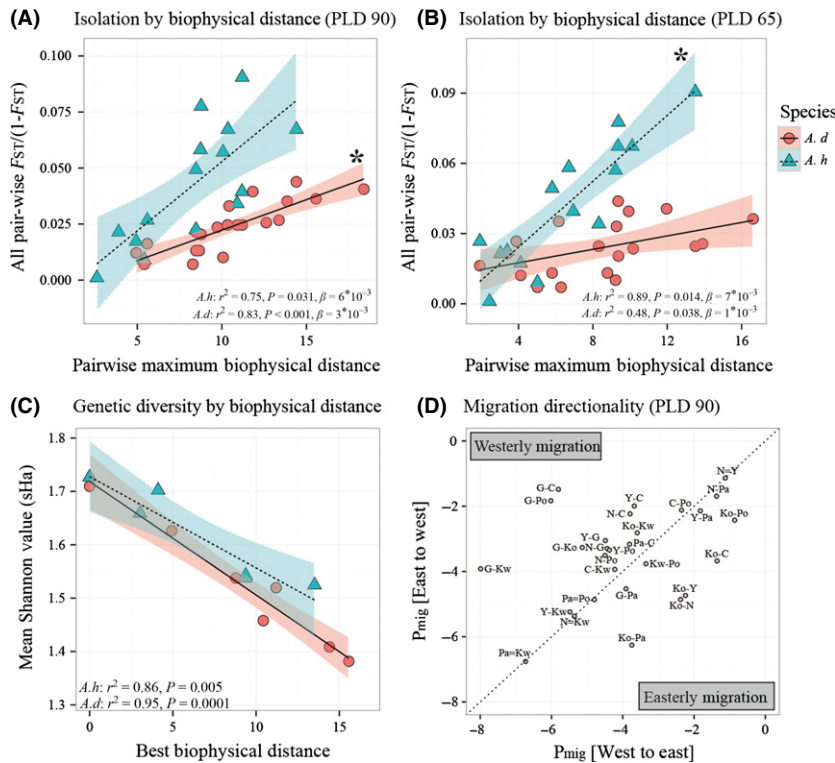 (A) Isolation by biophysical distance (PLD 90)
All pair-wise FST/(1-FST)
0.100
0.075
0.050
0.025
0.000
*
A.h: r² = 0.75, P = 0.031, β = 6*10⁻³
A.d: r² = 0.83, P < 0.001, β = 3*10⁻³
5 10 15
Pairwise maximum biophysical distance
(B) Isolation by biophysical distance (PLD 65)
All pair-wise FST/(1-FST)
0.09
0.06
0.03
0.00
*
A.h: r² = 0.89, P = 0.014, β = 7*10⁻³
A.d: r² = 0.48, P = 0.038, β = 1*10⁻³
4 8 12 16
Pairwise maximum biophysical distance
Species
A. d
A. h
(C) Genetic diversity by biophysical distance
Mean Shannon value (sHa)
1.8
1.7
1.6
1.5
1.4
1.3
A.h: r² = 0.86, P = 0.005
A.d: r² = 0.95, P = 0.0001
0 5 10 15
Best biophysical distance
(D) Migration directionality (PLD 90)
Pmig [East to west]
0
−2
−4
−6
−8
Westerly migration
N=Y
N-Pa
G-C
G-Po
Y-C
N-C
C-Po
Y-Pa
Ko-Po
Ko-Kw
Y-G
Pa-G
G-Ko
N-G
Y-Po
N-Po
Ko-C
C-Kw
Kw-Po
G-Kw
Pa=Po
G-Pa
Ko-Y
Ko-N
Y-Kw
N=Kw
Ko-Pa
Pa=Kw
Easterly migration
−8 −6 −4 −2 0
Pmig [West to east]